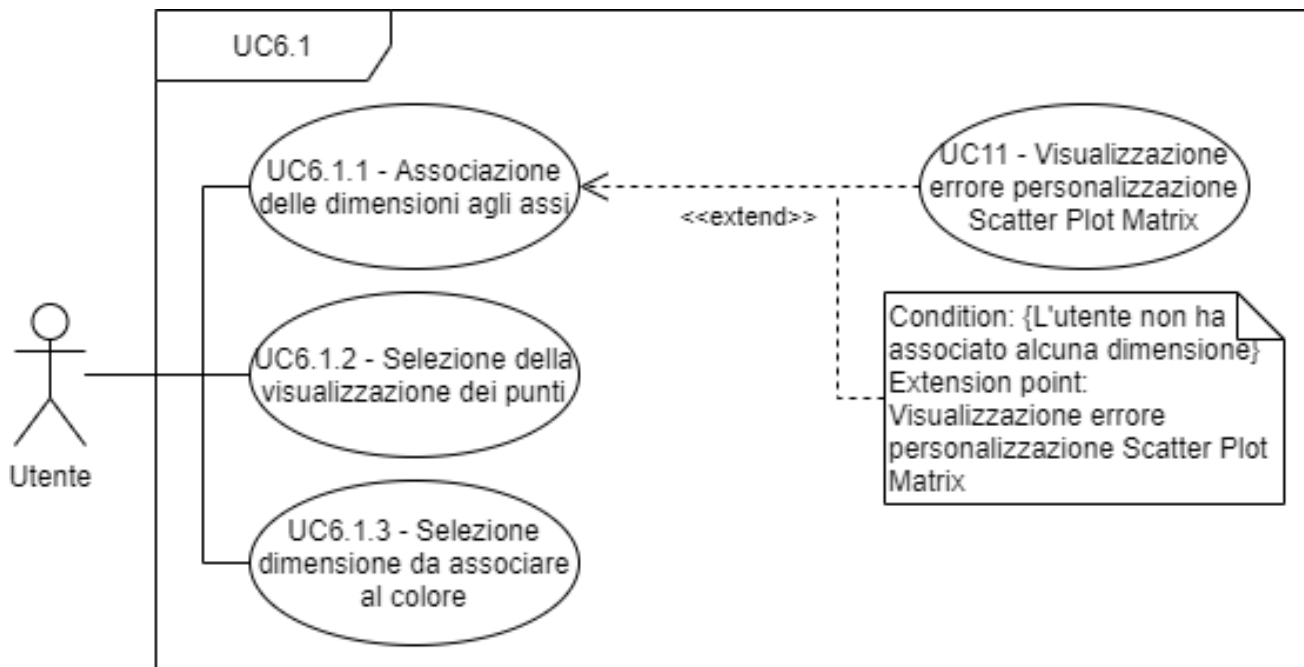 UC6.1
UC6.1.1 - Associazione
delle dimensioni agli assi
<<extend>>
UC11 - Visualizzazione
errore personalizzazione
Scatter Plot Matrix
Condition: {L'utente non ha
associato alcuna dimensione}
Extension point:
Visualizzazione errore
personalizzazione Scatter Plot
Matrix
UC6.1.2 - Selezione della
visualizzazione dei punti
Utente
UC6.1.3 - Selezione
dimensione da associare
al colore